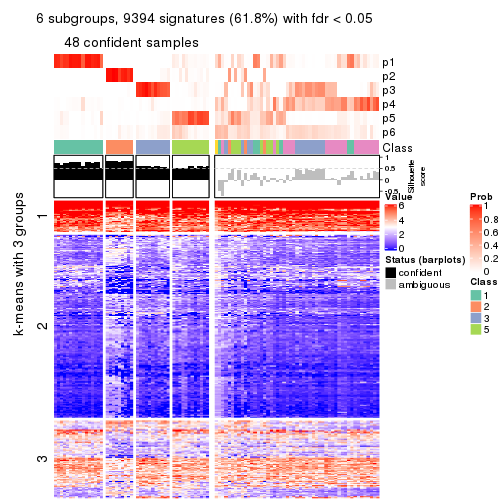 6 subgroups, 9394 signatures (61.8%) with fdr < 0.05
48 confident samples
p1
p2
p3
p4
p5
p6
Class
1
0.5
0
-0.5
Silhouette
score
k-means with 3 groups
1
2
3
Value
6
4
2
0
Status (barplots)
confident
ambiguous
Prob
1
0.8
0.6
0.4
0.2
0
Class
1
2
3
5